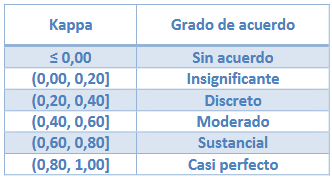 Kappa Grado de acuerdo
≤ 0,00 Sin acuerdo
(0,00, 0,20] Insignificante
(0,20, 0,40] Discreto
(0,40, 0,60] Moderado
(0,60, 0,80] Sustancial
(0,80, 1,00] Casi perfecto